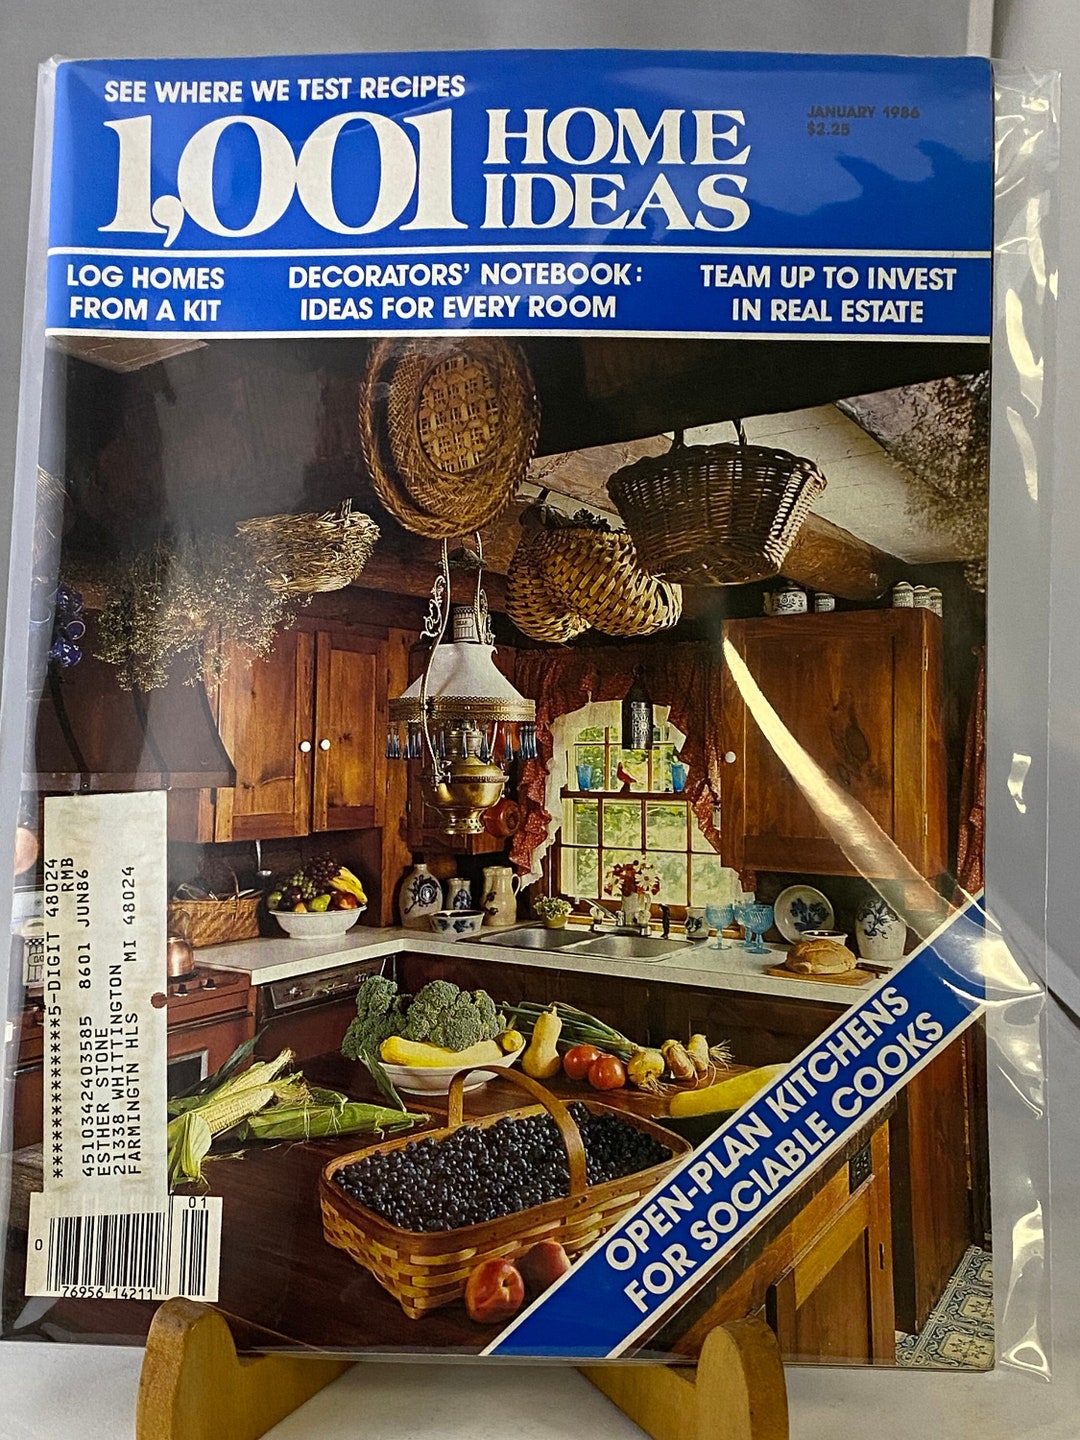 SEE WHERE WE TEST RECIPES
1,001 HOME IDEAS
JANUARY 1986
$2.25
LOG HOMES
FROM A KIT
DECORATORS' NOTEBOOK:
IDEAS FOR EVERY ROOM
TEAM UP TO INVEST
IN REAL ESTATE
OPEN-PLAN KITCHENS
FOR SOCIABLE COOKS
***************5-DIGIT 48024
RMB
4510342403585 8601 JUN86
ESTHER STONE
21338 WHITTINGTON
FARMINGTN HLS MI 48024
01
0 76956 14211